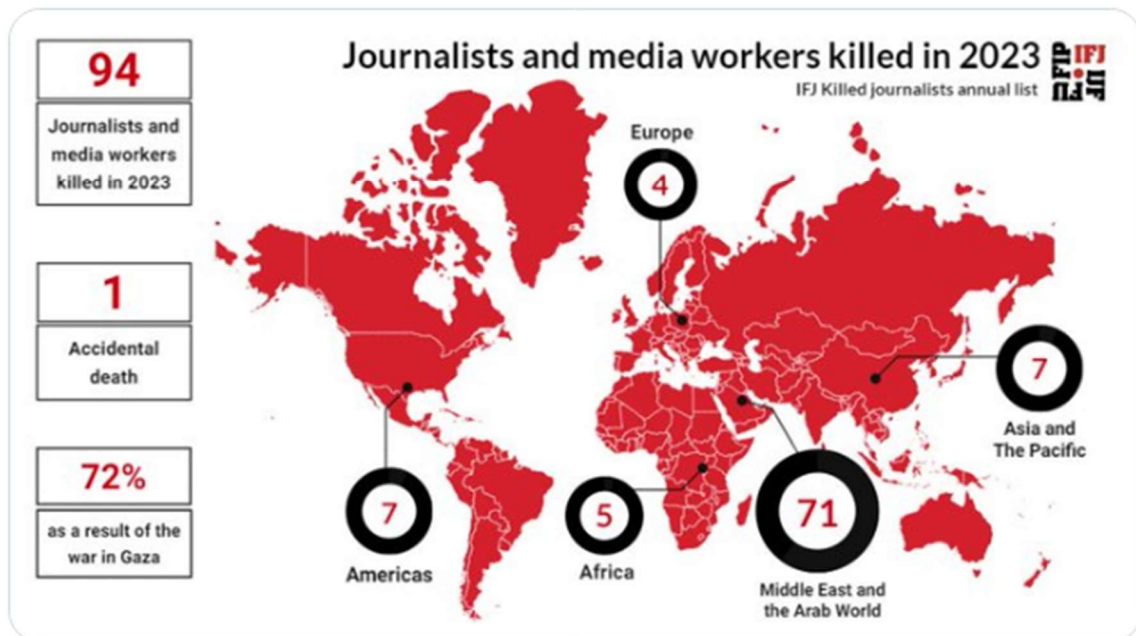 Journalists and media workers killed in 2023
IFJ Killed journalists annual list
FIP IFJ
IJF
94
Journalists and
media workers
killed in 2023
1
Accidental
death
72%
as a result of the
war in Gaza
Europe
4
7
Asia and
The Pacific
7
Americas
5
Africa
71
Middle East and
the Arab World